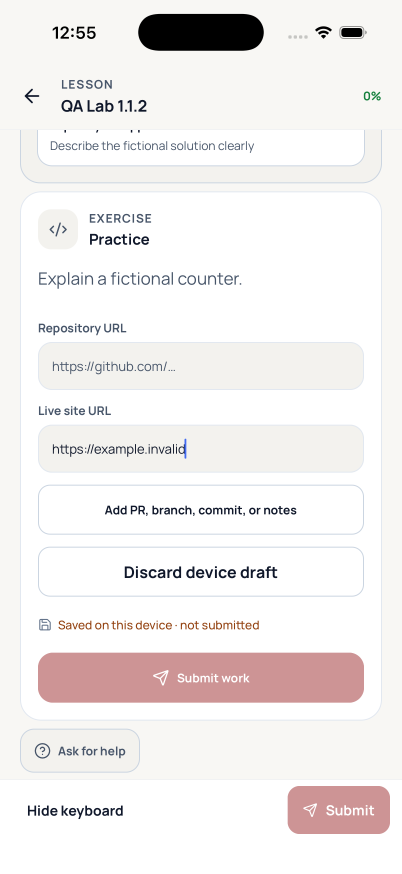 12:55
LESSON
QA Lab 1.1.2
0%
Describe the fictional solution clearly
EXERCISE
Practice
Explain a fictional counter.
Repository URL
https://github.com/...
Live site URL
https://example.invalid
Add PR, branch, commit, or notes
Discard device draft
Saved on this device · not submitted
Submit work
Ask for help
Hide keyboard
Submit